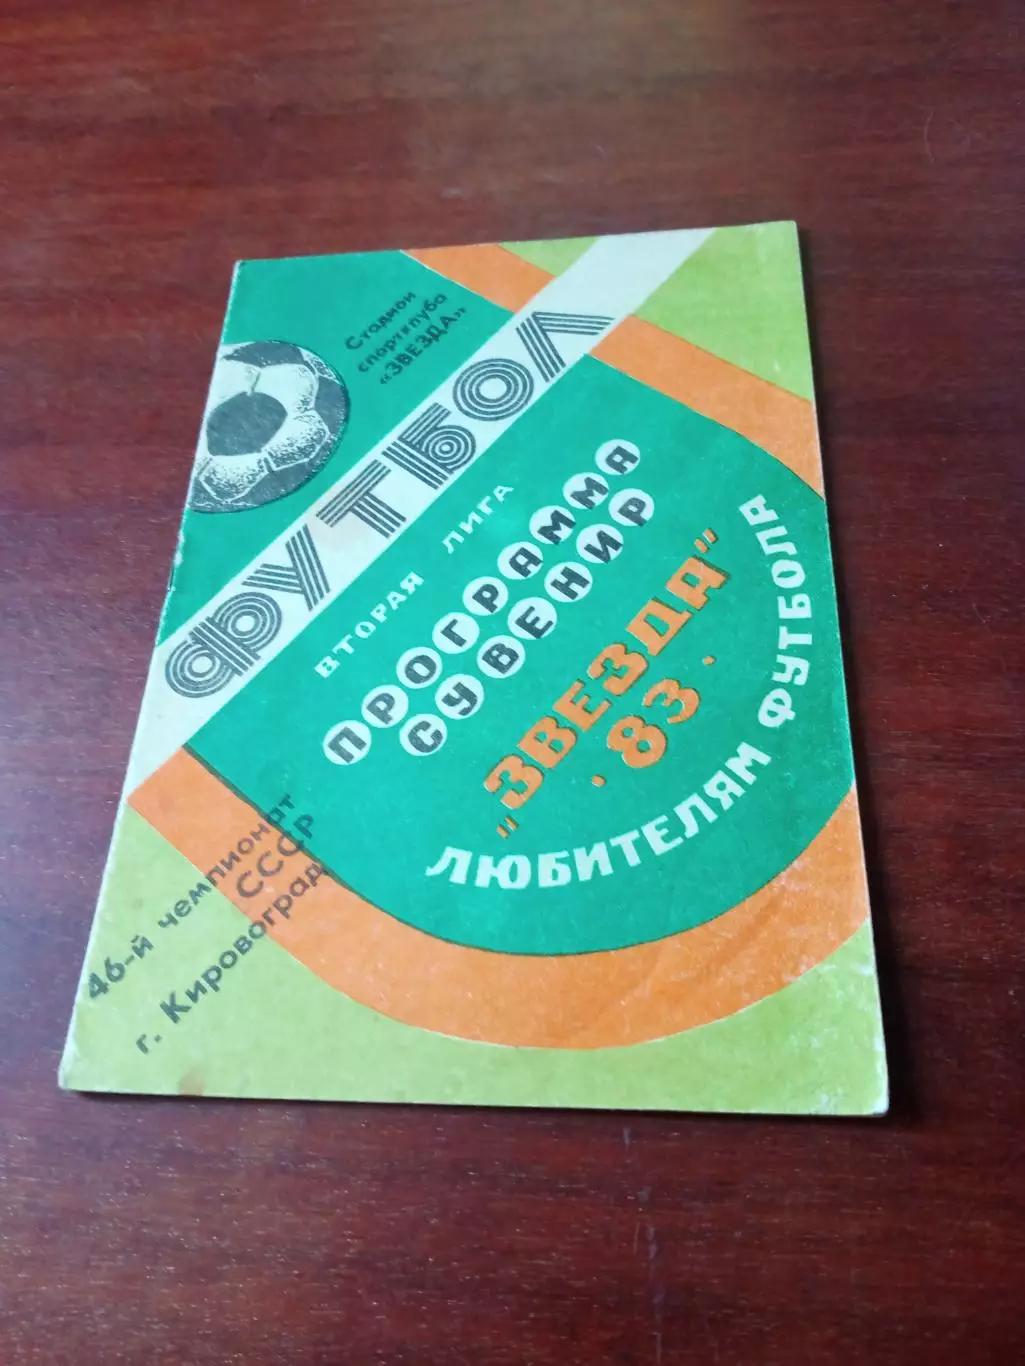 Стадион
спортклуба
«ЗВЕЗДА»
ФУТБОЛ
ВТОРАЯ ЛИГА
ПРОГРАММА
СУВЕНИР
„ЗВЕЗДА”
·83·
ЛЮБИТЕЛЯМ ФУТБОЛА
46-й чемпионат
СССР
г. Кировоград